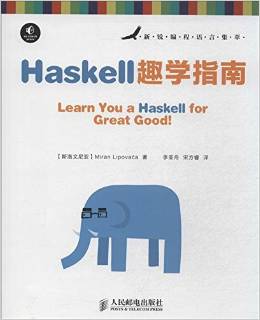 新锐编程语言集萃
Haskell趣学指南
Learn You a Haskell for
Great Good!
［斯洛文尼亚］Miran Lipovača 著 李亚舟 宋方睿 译
人民邮电出版社
POSTS & TELECOM PRESS